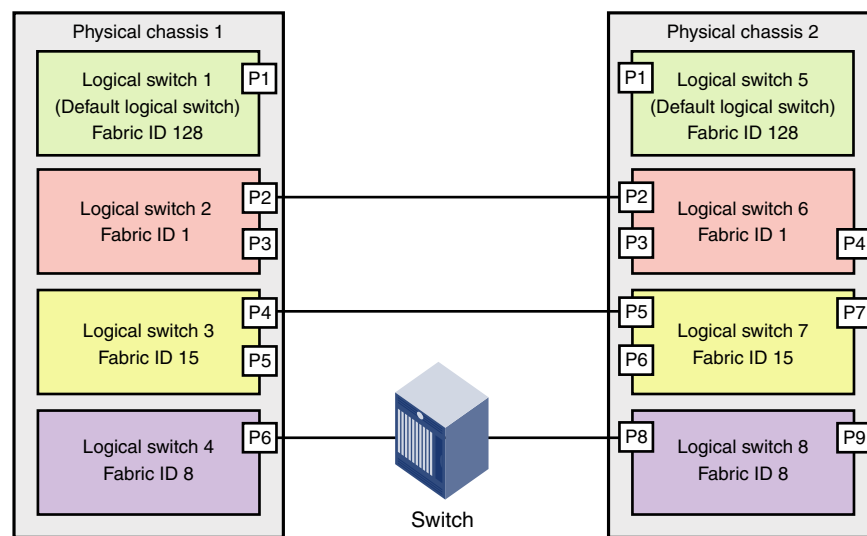 Physical chassis 1
Logical switch 1
(Default logical switch)
Fabric ID 128
P1
Logical switch 2
Fabric ID 1
P2
P3
Logical switch 3
Fabric ID 15
P4
P5
Logical switch 4
Fabric ID 8
P6
Switch
Physical chassis 2
P1
Logical switch 5
(Default logical switch)
Fabric ID 128
P2
P3
Logical switch 6
Fabric ID 1
P4
P5
P6
Logical switch 7
Fabric ID 15
P7
P8
Logical switch 8
Fabric ID 8
P9